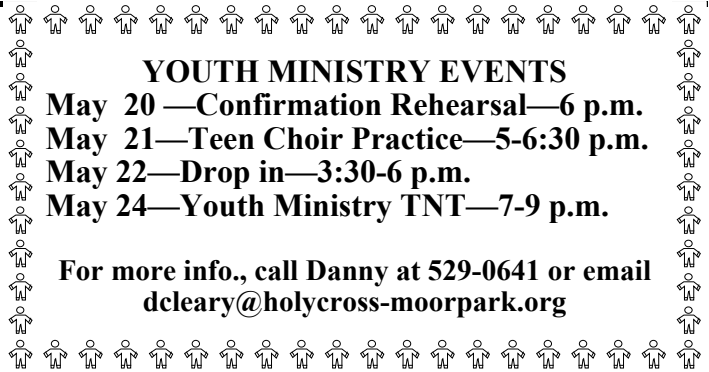 YOUTH MINISTRY EVENTS
May  20 —Confirmation Rehearsal—6 p.m.
May  21—Teen Choir Practice—5-6:30 p.m.
May 22—Drop in—3:30-6 p.m.
May 24—Youth Ministry TNT—7-9 p.m.
For more info., call Danny at 529-0641 or email
dcleary@holycross-moorpark.org